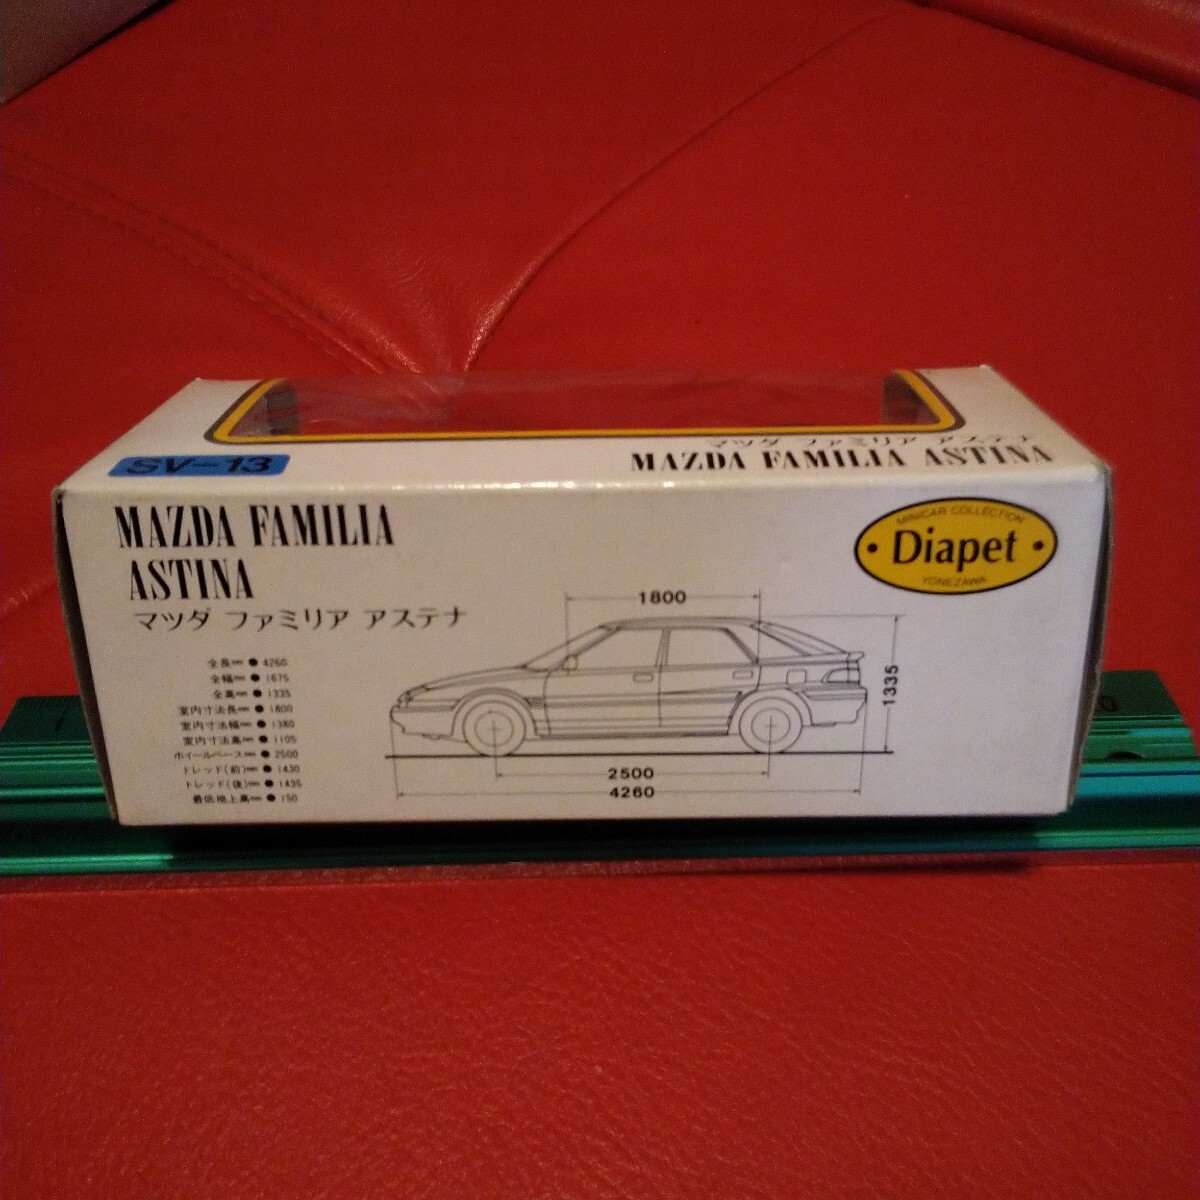 SV-13
マツダ ファミリア アステナ
MAZDA FAMILIA ASTINA
MAZDA FAMILIA
ASTINA
マツダ ファミリア アステナ
MINICAR COLLECTION
• Diapet •
YONEZAWA
全長mm ● 4260
全幅mm ● 1675
全高mm ● 1335
室内寸法長mm ● 1800
室内寸法幅mm ● 1380
室内寸法高mm ● 1105
ホイールベースmm ● 2500
トレッド(前)mm ● 1430
トレッド(後)mm ● 1435
最低地上高mm ● 150
1800
1335
2500
4260